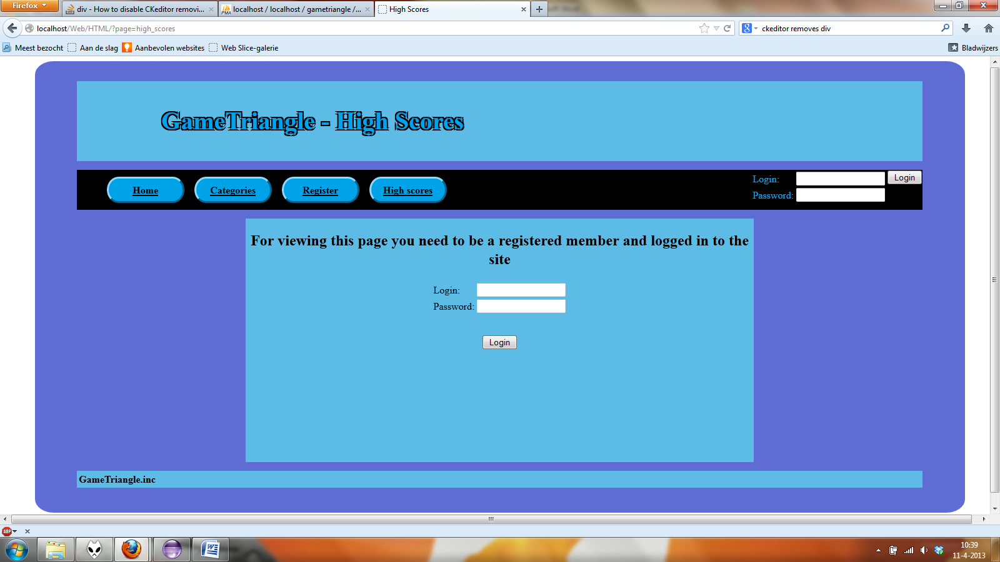 Firefox
div - How to disable CKeditor removi...
localhost / localhost / gametriangle /...
High Scores
localhost/Web/HTML/?page=high_scores
ckeditor removes div
Meest bezocht
Aan de slag
Aanbevolen websites
Web Slice-galerie
Bladwijzers
GameTriangle - High Scores
Home
Categories
Register
High scores
Login:
Login
Password:
For viewing this page you need to be a registered member and logged in to the
site
Login:
Password:
Login
GameTriangle.inc
ABP
10:39
11-4-2013